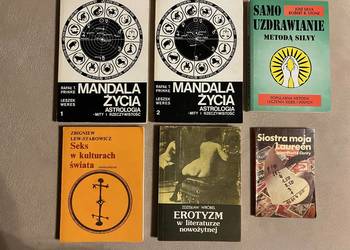 RAFAŁ T.
PRINKE
LESZEK
WERES
1
MANDALA
ŻYCIA
ASTROLOGIA
-MITY I RZECZYWISTOŚĆ
RAFAŁ T.
PRINKE
LESZEK
WERES
2
MANDALA
ŻYCIA
ASTROLOGIA
-MITY I RZECZYWISTOŚĆ
JOSÉ SILVA
ROBERT B. STONE
SAMO
UZDRAWIANIE
METODĄ SILVY
ZBIGNIEW
LEW-STAROWICZ
Seks
w kulturach
świata
ZDZISŁAW WRÓBEL
EROTYZM
w literaturze
nowożytnej
Siostra moja
Laureen